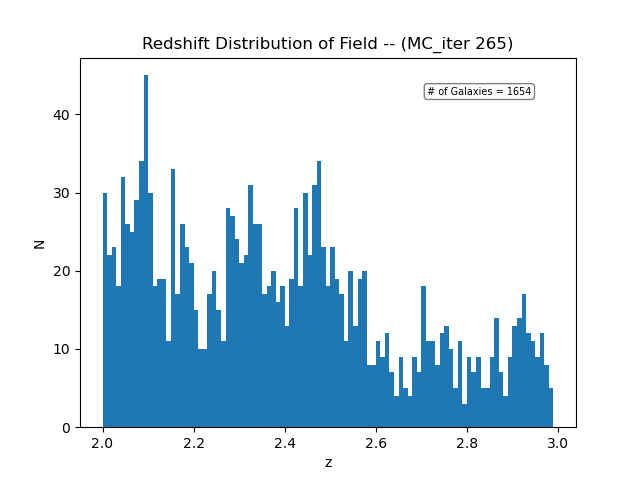 Redshift Distribution of Field -- (MC_iter 265)
# of Galaxies = 1654
40
30
20
10
0
N
2.0 2.2 2.4 2.6 2.8 3.0
z